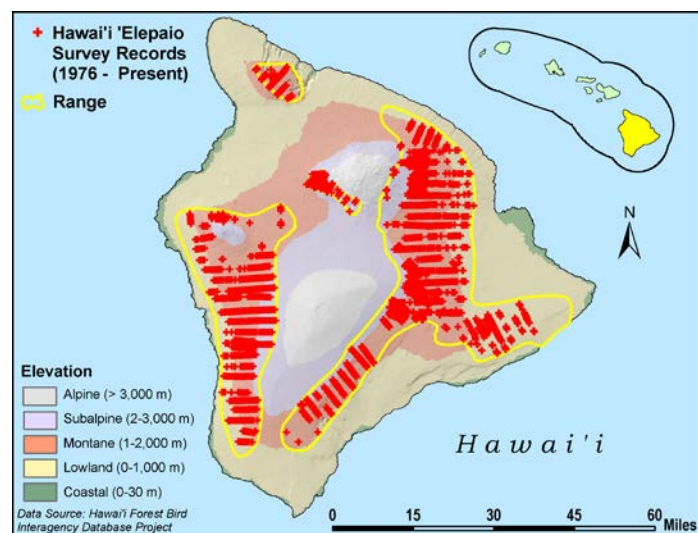 Hawai'i 'Elepaio
Survey Records
(1976 - Present)
Range
N
Elevation
Alpine (> 3,000 m)
Subalpine (2-3,000 m)
Montane (1-2,000 m)
Lowland (0-1,000 m)
Coastal (0-30 m)
Hawai'i
Data Source: Hawai'i Forest Bird
Interagency Database Project
0 15 30 45 60
Miles